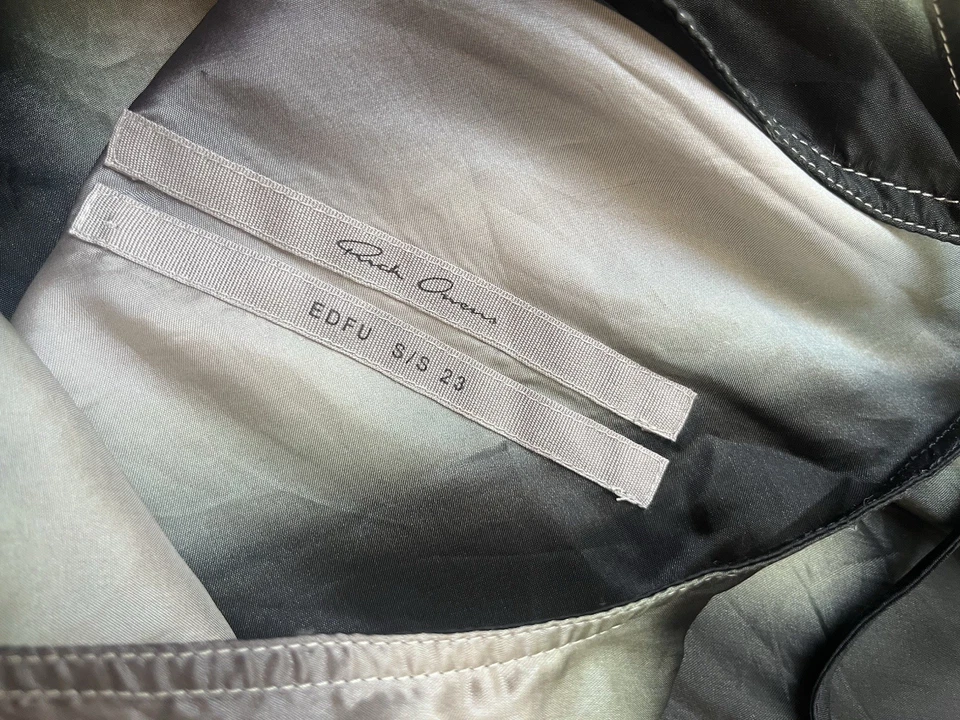 Rick Owens
EDFU S/S 23